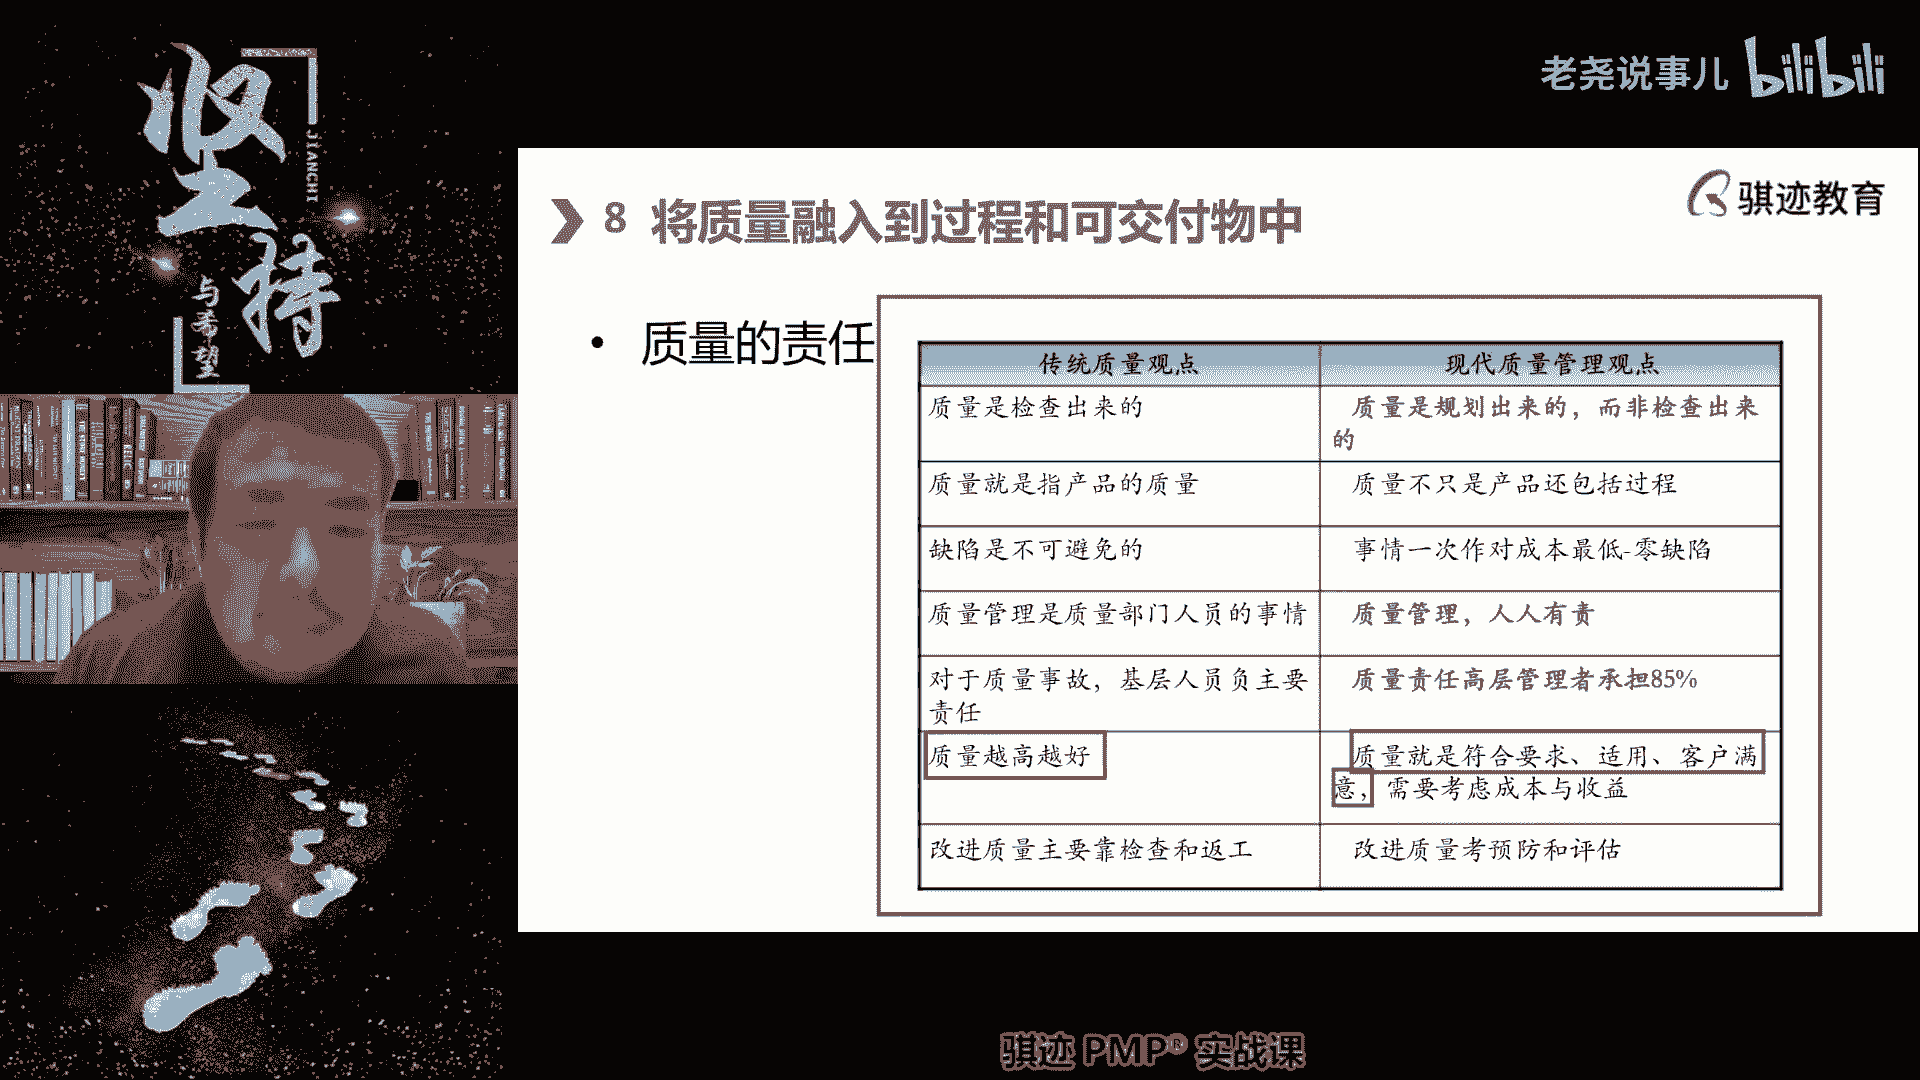 坚持
JIANCHI
与希望
老尧说事儿 bilibili
骐迹教育
8 将质量融入到过程和可交付物中
• 质量的责任
传统质量观点
现代质量管理观点
质量是检查出来的
质量是规划出来的，而非检查出来
的
质量就是指产品的质量
质量不只是产品还包括过程
缺陷是不可避免的
事情一次作对成本最低-零缺陷
质量管理是质量部门人员的事情
质量管理，人人有责
对于质量事故，基层人员负主要
责任
质量责任高层管理者承担85%
质量越高越好
质量就是符合要求、适用、客户满
意，需要考虑成本与收益
改进质量主要靠检查和返工
改进质量考预防和评估
骐迹 PMP® 实战课